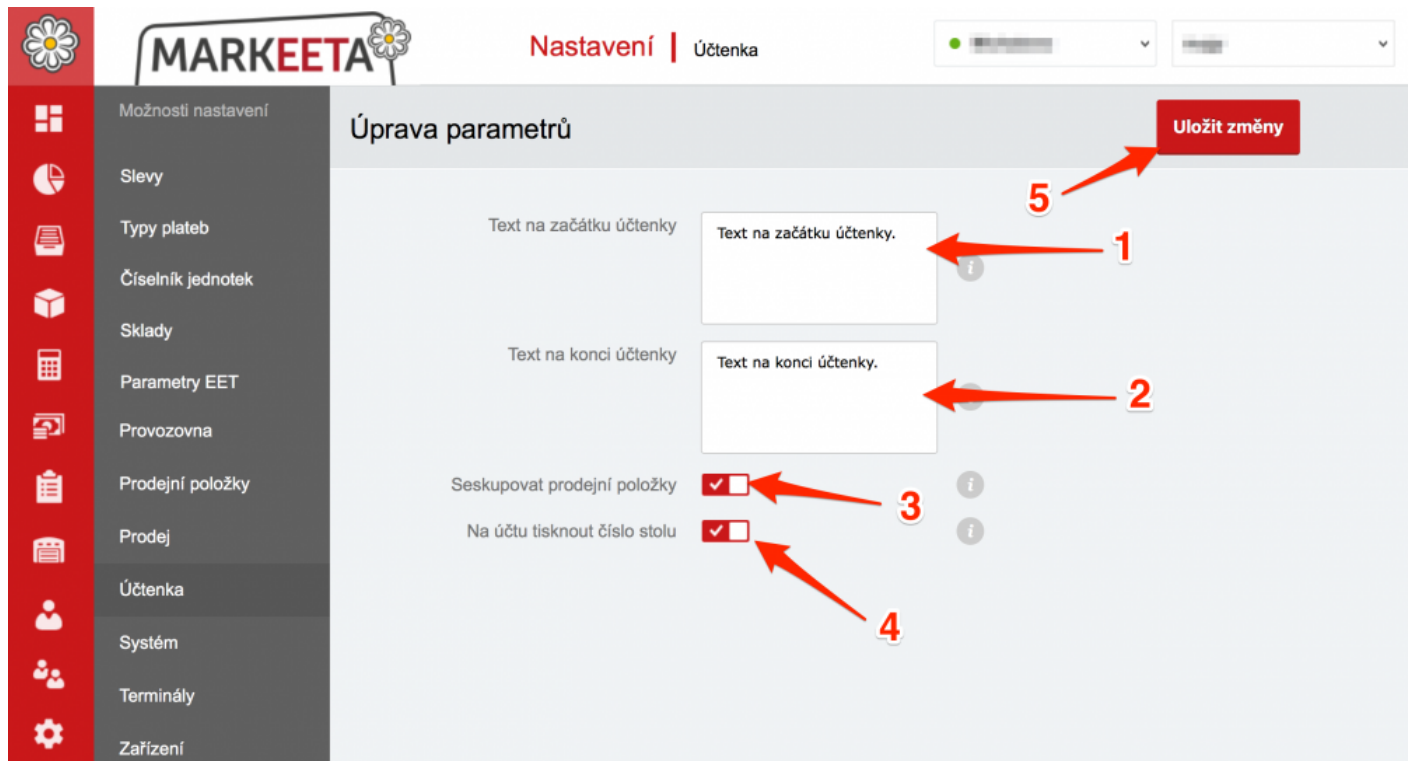 MARKEETA
Nastavení | Účtenka
Možnosti nastavení
Slevy
Typy plateb
Číselník jednotek
Sklady
Parametry EET
Provozovna
Prodejní položky
Prodej
Účtenka
Systém
Terminály
Zařízení
Úprava parametrů
Uložit změny
5
Text na začátku účtenky
Text na začátku účtenky.
1
Text na konci účtenky
Text na konci účtenky.
2
Seskupovat prodejní položky
3
Na účtu tisknout číslo stolu
4